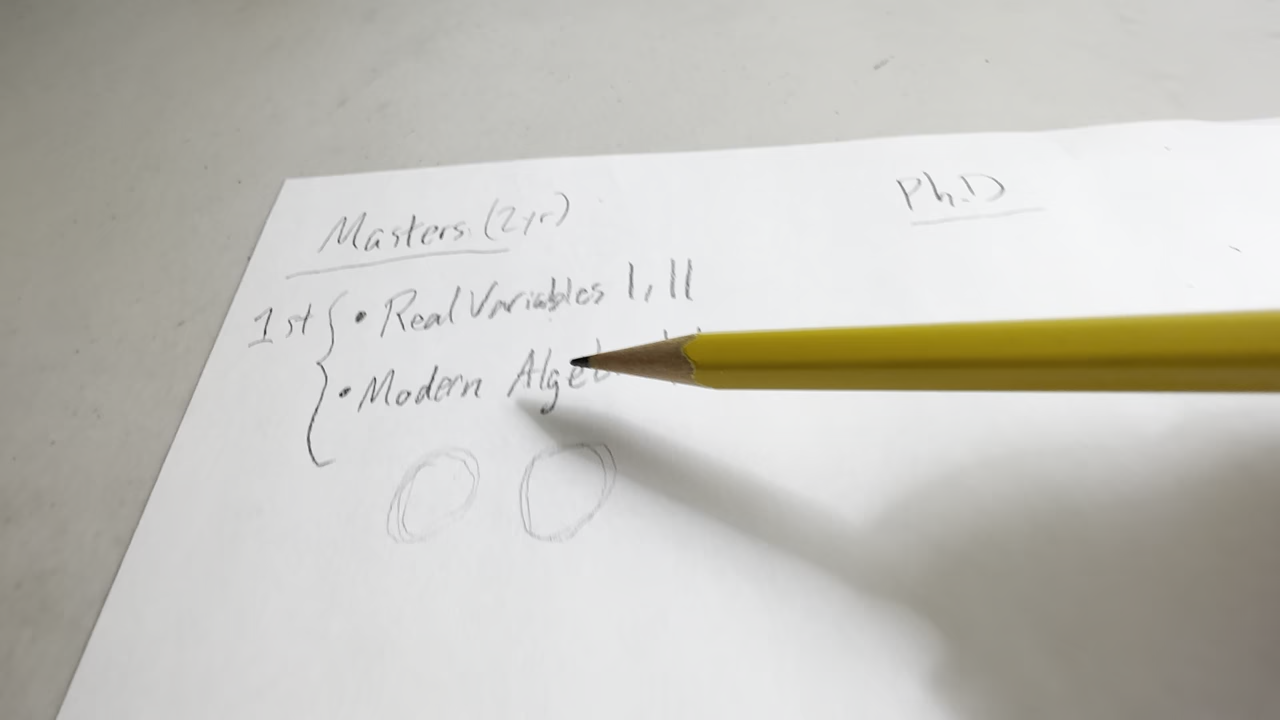 Masters (2yr)
Ph.D
1st { • Real Variables I, II
• Modern